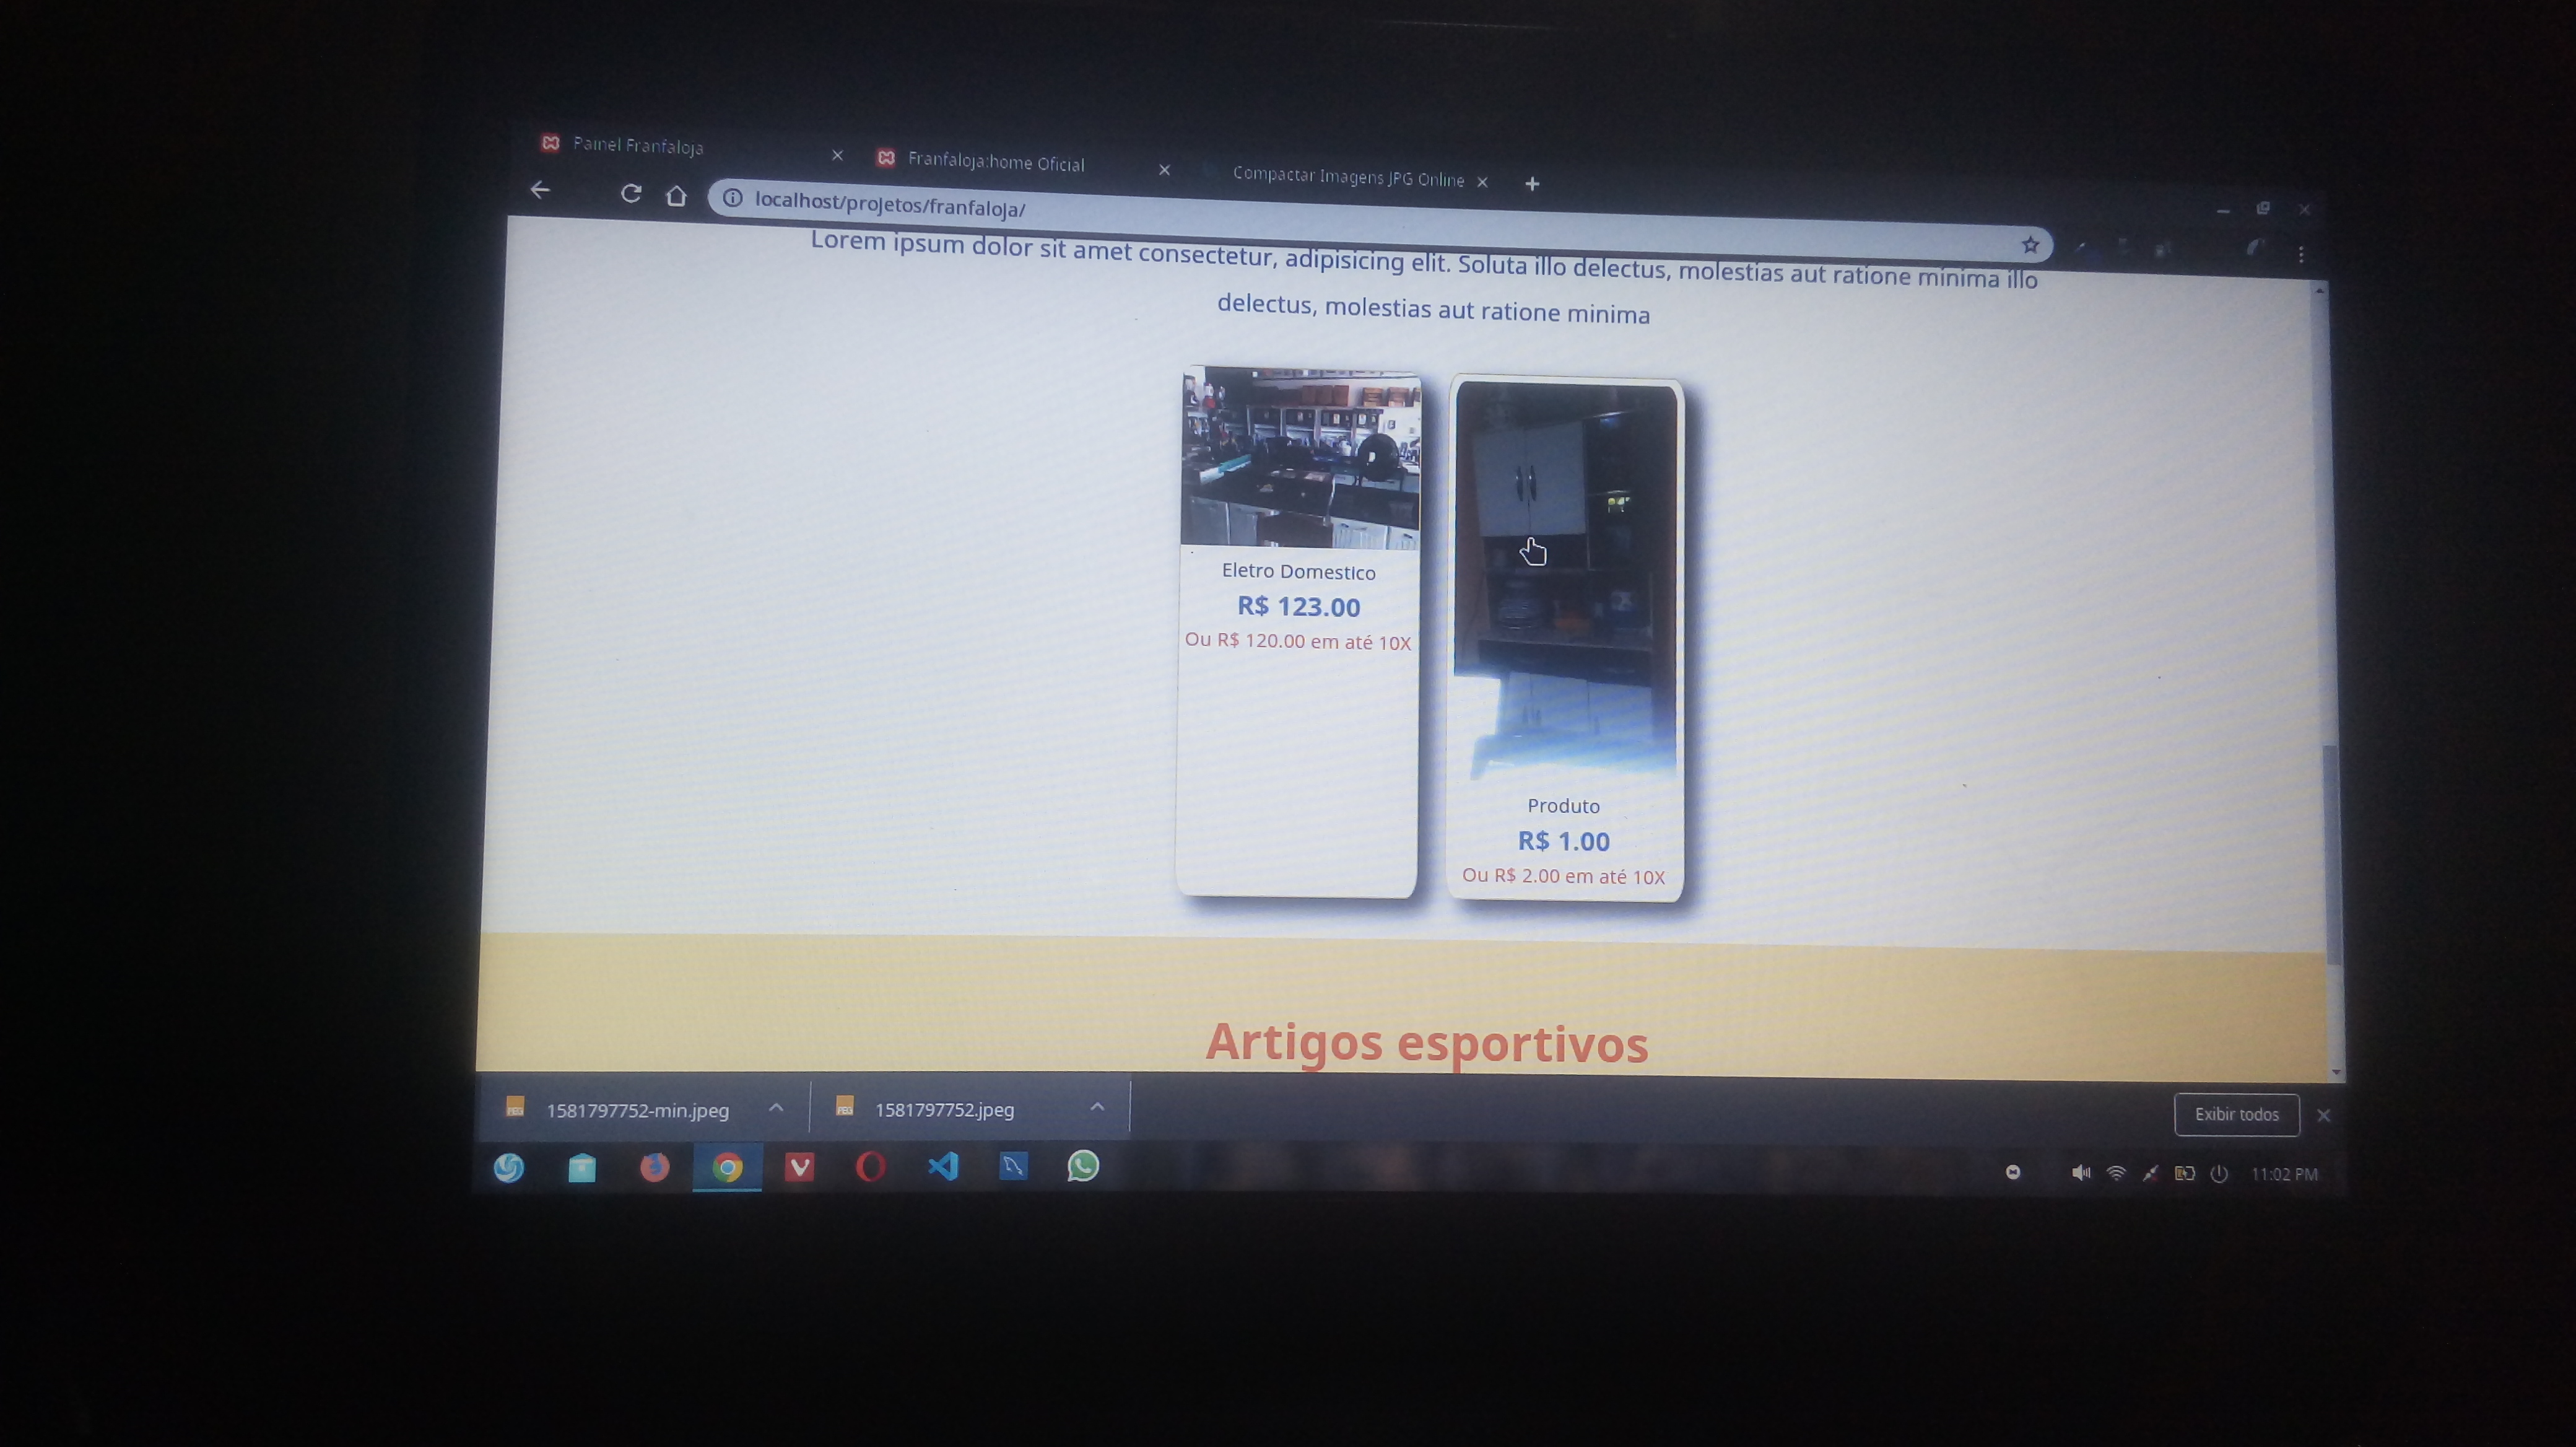 Painel Franfaloja
Franfaloja:home Oficial
Compactar Imagens JPG Online
localhost/projetos/franfaloja/
Lorem ipsum dolor sit amet consectetur, adipisicing elit. Soluta illo delectus, molestias aut ratione minima illo
delectus, molestias aut ratione minima
Eletro Domestico
R$ 123.00
Ou R$ 120.00 em até 10X
Produto
R$ 1.00
Ou R$ 2.00 em até 10X
Artigos esportivos
1581797752-min.jpeg
1581797752.jpeg
Exibir todos
11:02 PM